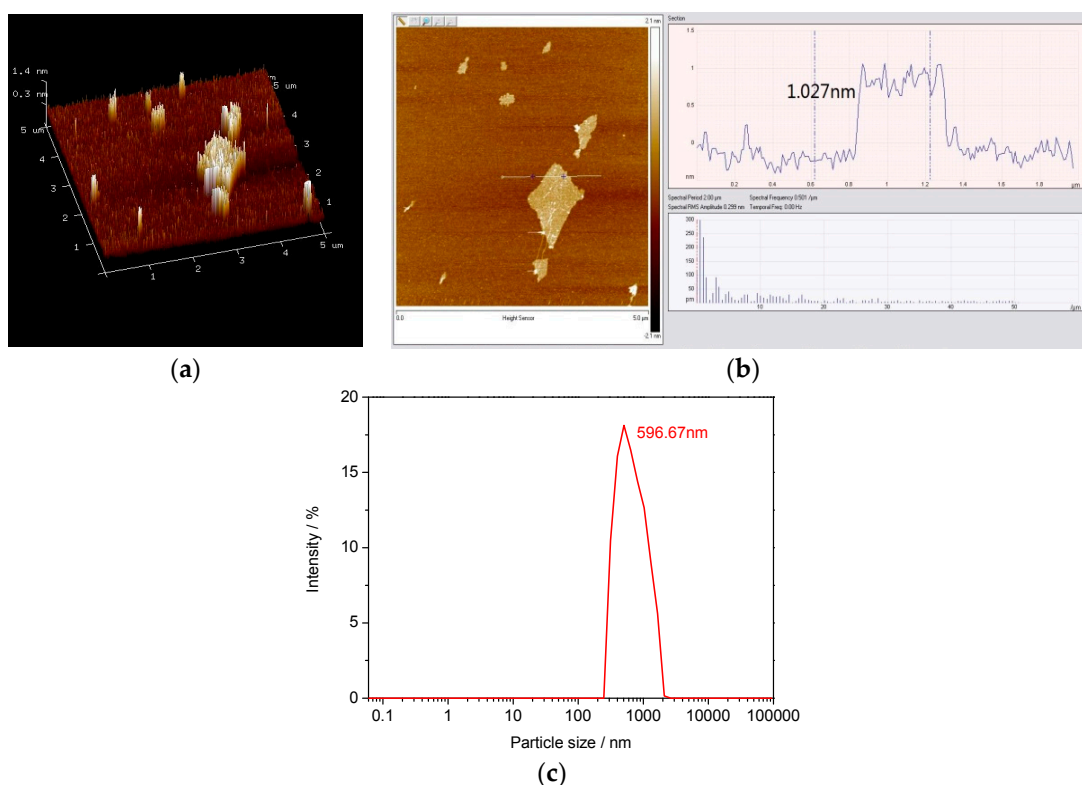 1.4 nm
0.3 nm
5 um
4
3
2
1
1
2
3
4
5 um
5 um
4
3
2
1
(a)
2.1 nm
0.0
Height Sensor
5.0 µm
-2.1 nm
Section
1.5
1
0.5
0
nm
1.027nm
0.2
0.4
0.6
0.8
1.0
1.2
1.4
1.6
1.8
µm
Spectral Period 2.00 µm
Spectral Frequency 0.501 /µm
Spectral RMS Amplitude 0.299 nm
Temporal Freq: 0.00 Hz
300
250
200
150
100
50
pm
10
20
30
40
50
/µm
(b)
20
15
10
5
0
Intensity / %
596.67nm
0.1
1
10
100
1000
10000
100000
Particle size / nm
(c)